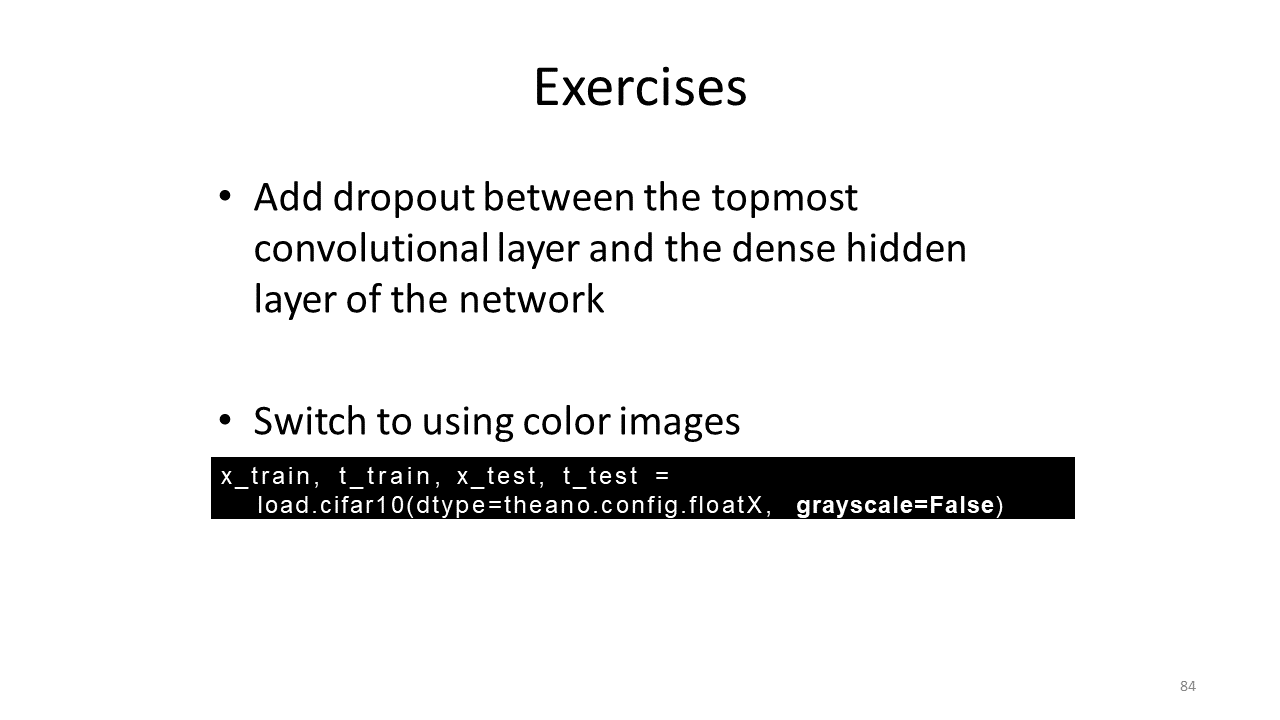 Exercises
• Add dropout between the topmost
convolutional layer and the dense hidden
layer of the network
• Switch to using color images
x_train, t_train, x_test, t_test =
load.cifar10(dtype=theano.config.floatX, grayscale=False)
84